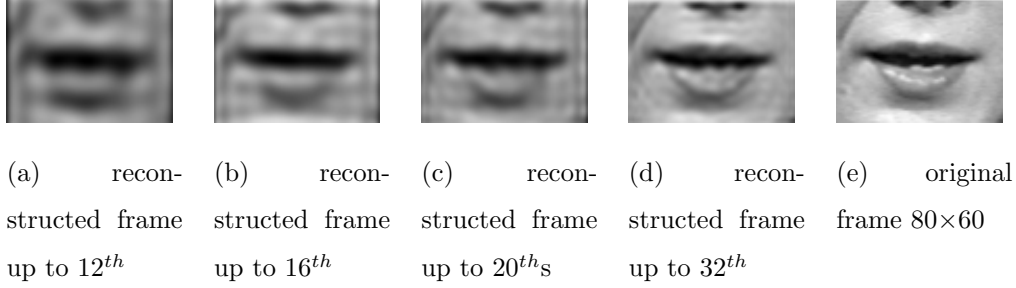 (a) recon-
structed frame
up to 12th
(b) recon-
structed frame
up to 16th
(c) recon-
structed frame
up to 20ths
(d) recon-
structed frame
up to 32th
(e) original
frame 80×60